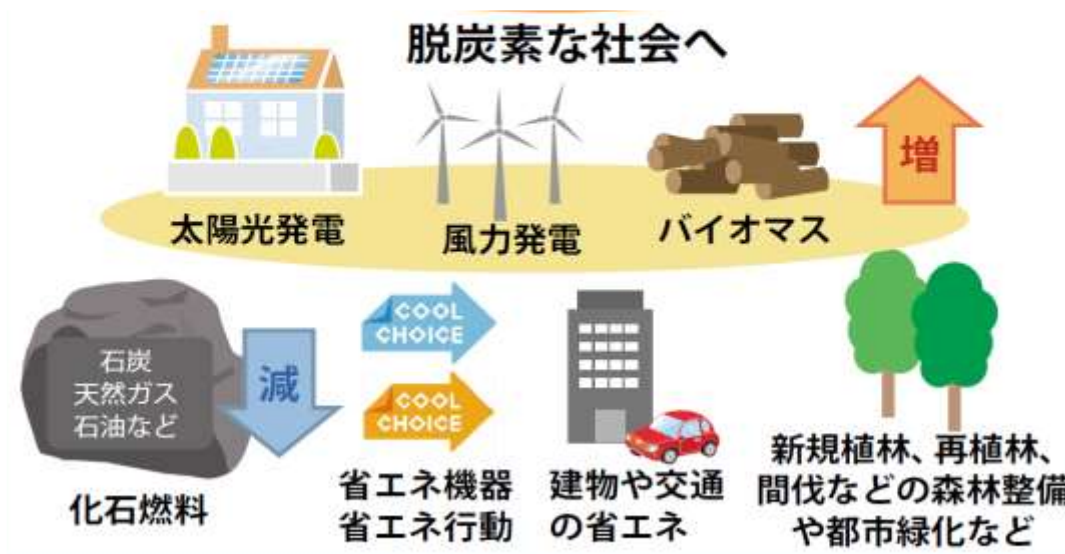 脱炭素な社会へ
増
太陽光発電
風力発電
バイオマス
石炭
天然ガス
石油など
減
COOL
CHOICE
COOL
CHOICE
化石燃料
省エネ機器
省エネ行動
建物や交通
の省エネ
新規植林、再植林、
間伐などの森林整備
や都市緑化など